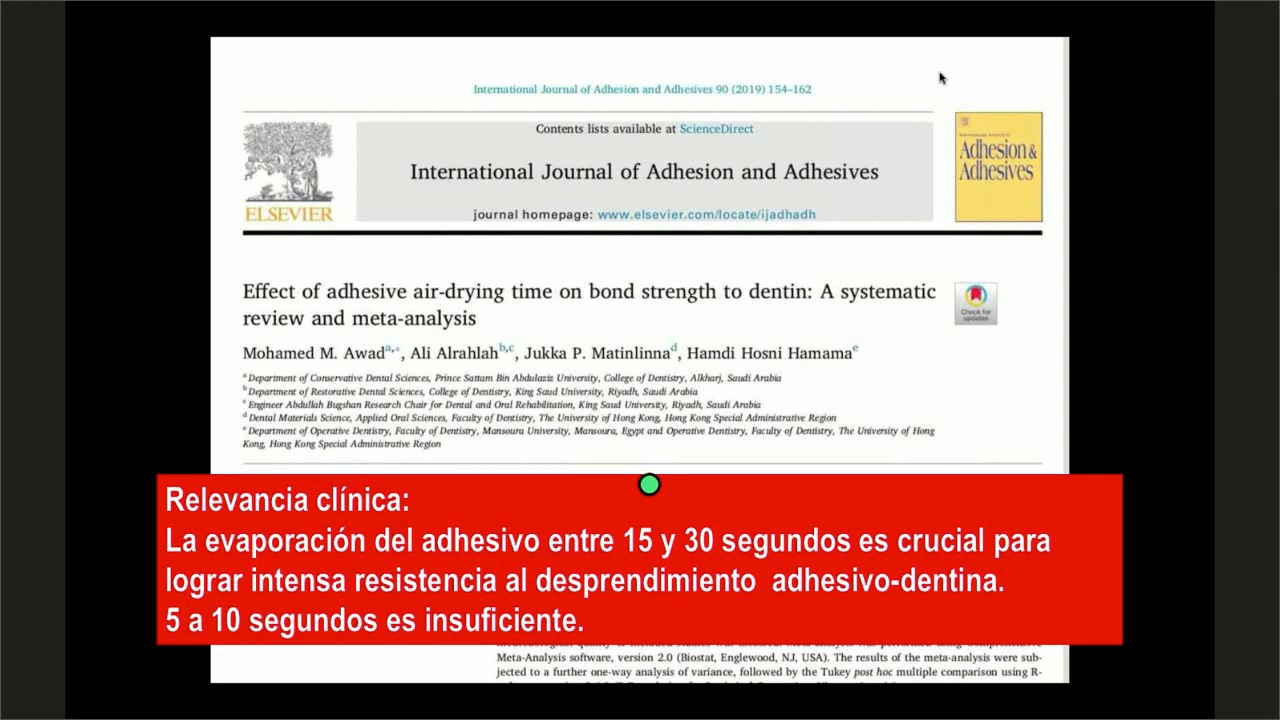 International Journal of Adhesion and Adhesives 90 (2019) 154–162
Contents lists available at ScienceDirect
International Journal of Adhesion and Adhesives
journal homepage: www.elsevier.com/locate/ijadhadh
ELSEVIER
Adhesion &
Adhesives
Effect of adhesive air-drying time on bond strength to dentin: A systematic
review and meta-analysis
Check for
updates
Mohamed M. Awad a,*, Ali Alrahlah b,c, Jukka P. Matinlinna d, Hamdi Hosni Hamama e
a Department of Conservative Dental Sciences, Prince Sattam Bin Abdulaziz University, College of Dentistry, Alkharj, Saudi Arabia
b Department of Restorative Dental Sciences, College of Dentistry, King Saud University, Riyadh, Saudi Arabia
c Engineer Abdullah Bugshan Research Chair for Dental and Oral Rehabilitation, King Saud University, Riyadh, Saudi Arabia
d Dental Materials Science, Applied Oral Sciences, Faculty of Dentistry, The University of Hong Kong, Hong Kong Special Administrative Region
e Department of Operative Dentistry, Faculty of Dentistry, Mansoura University, Mansoura, Egypt and Operative Dentistry, Faculty of Dentistry, The University of Hong
Kong, Hong Kong Special Administrative Region
Relevancia clínica:
La evaporación del adhesivo entre 15 y 30 segundos es crucial para
lograr intensa resistencia al desprendimiento adhesivo-dentina.
5 a 10 segundos es insuficiente.
Meta-Analysis software, version 2.0 (Biostat, Englewood, NJ, USA). The results of the meta-analysis were sub-
jected to a further one-way analysis of variance, followed by the Tukey post hoc multiple comparison using R-